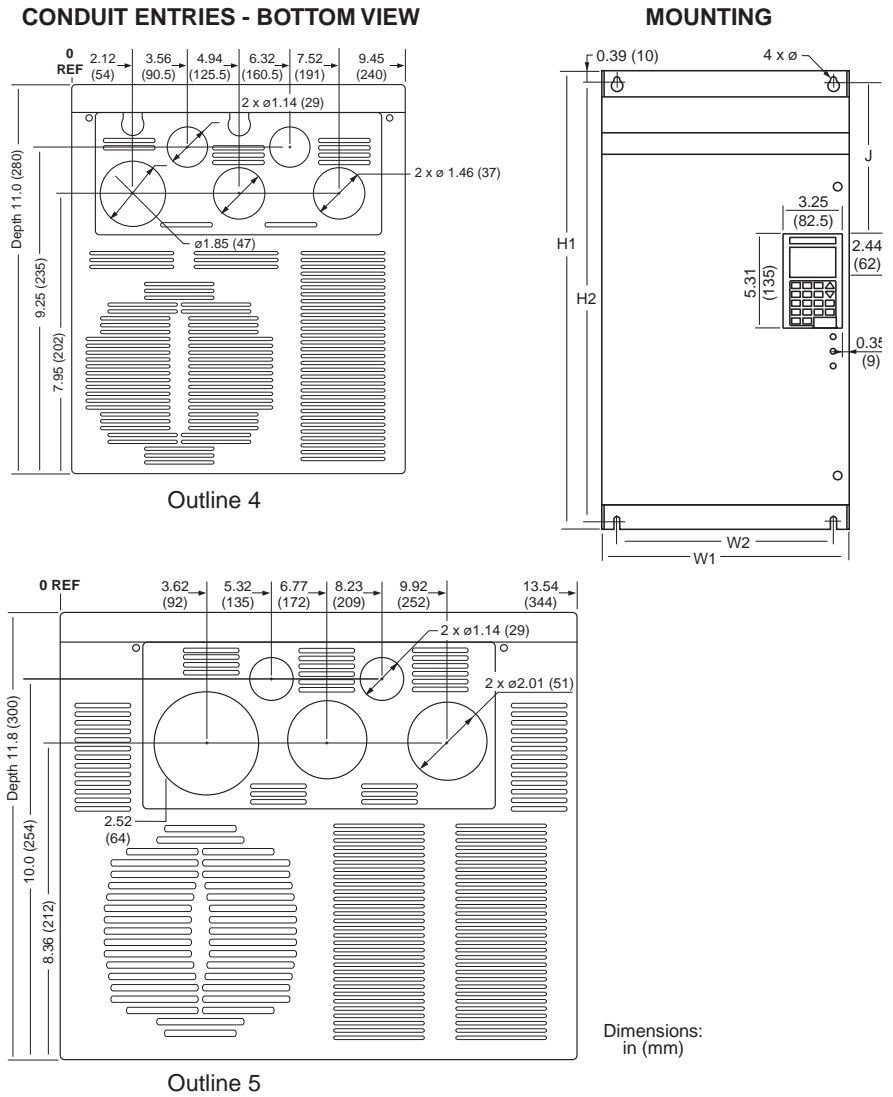 CONDUIT ENTRIES - BOTTOM VIEW
MOUNTING
0
REF
2.12
(54)
3.56
(90.5)
4.94
(125.5)
6.32
(160.5)
7.52
(191)
9.45
(240)
2 x ø1.14 (29)
2 x ø 1.46 (37)
ø1.85 (47)
Depth 11.0 (280)
9.25 (235)
7.95 (202)
Outline 4
0.39 (10)
4 x ø
J
3.25
(82.5)
2.44
(62)
5.31
(135)
0.35
(9)
H1
H2
W2
W1
0 REF
3.62
(92)
5.32
(135)
6.77
(172)
8.23
(209)
9.92
(252)
13.54
(344)
2 x ø1.14 (29)
2 x ø2.01 (51)
2.52
(64)
Depth 11.8 (300)
10.0 (254)
8.36 (212)
Dimensions:
in (mm)
Outline 5